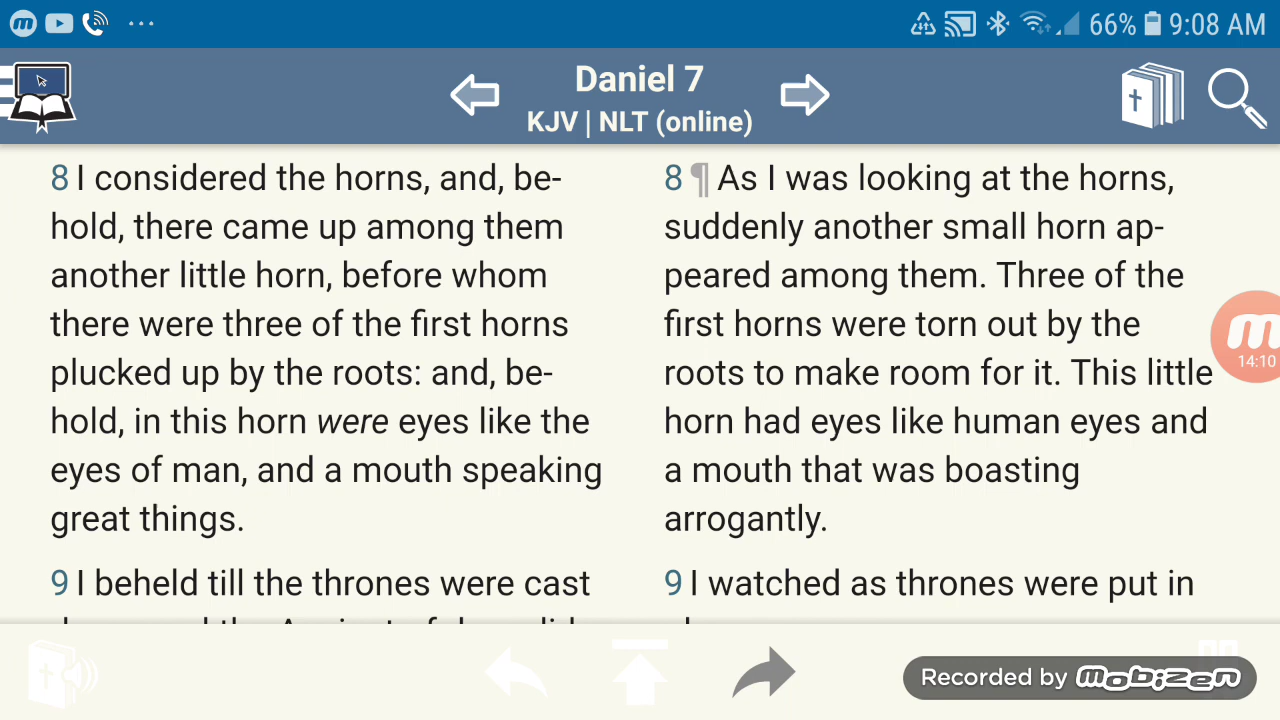 66% 9:08 AM
Daniel 7
KJV | NLT (online)
8 I considered the horns, and, be-
hold, there came up among them
another little horn, before whom
there were three of the first horns
plucked up by the roots: and, be-
hold, in this horn were eyes like the
eyes of man, and a mouth speaking
great things.
9 I beheld till the thrones were cast
8 ¶ As I was looking at the horns,
suddenly another small horn ap-
peared among them. Three of the
first horns were torn out by the
roots to make room for it. This little
horn had eyes like human eyes and
a mouth that was boasting
arrogantly.
9 I watched as thrones were put in
14:10
Recorded by mobizen